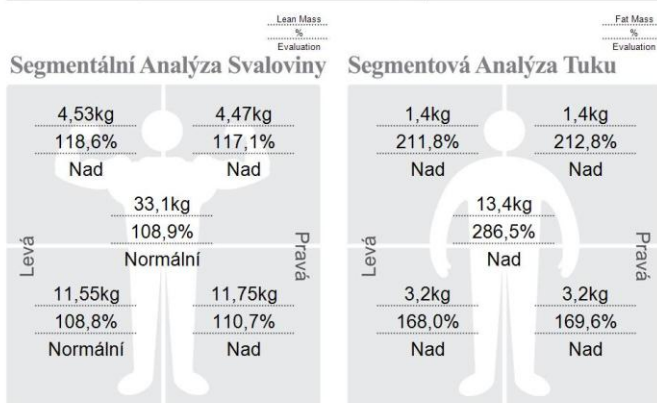 Lean Mass
%
Evaluation
Segmentální Analýza Svaloviny
4,53kg
4,47kg
118,6%
117,1%
Nad
Nad
33,1kg
108,9%
Normální
Levá
Pravá
11,55kg
11,75kg
108,8%
110,7%
Normální
Nad
Fat Mass
%
Evaluation
Segmentová Analýza Tuku
1,4kg
1,4kg
211,8%
212,8%
Nad
Nad
13,4kg
286,5%
Nad
Levá
Pravá
3,2kg
3,2kg
168,0%
169,6%
Nad
Nad